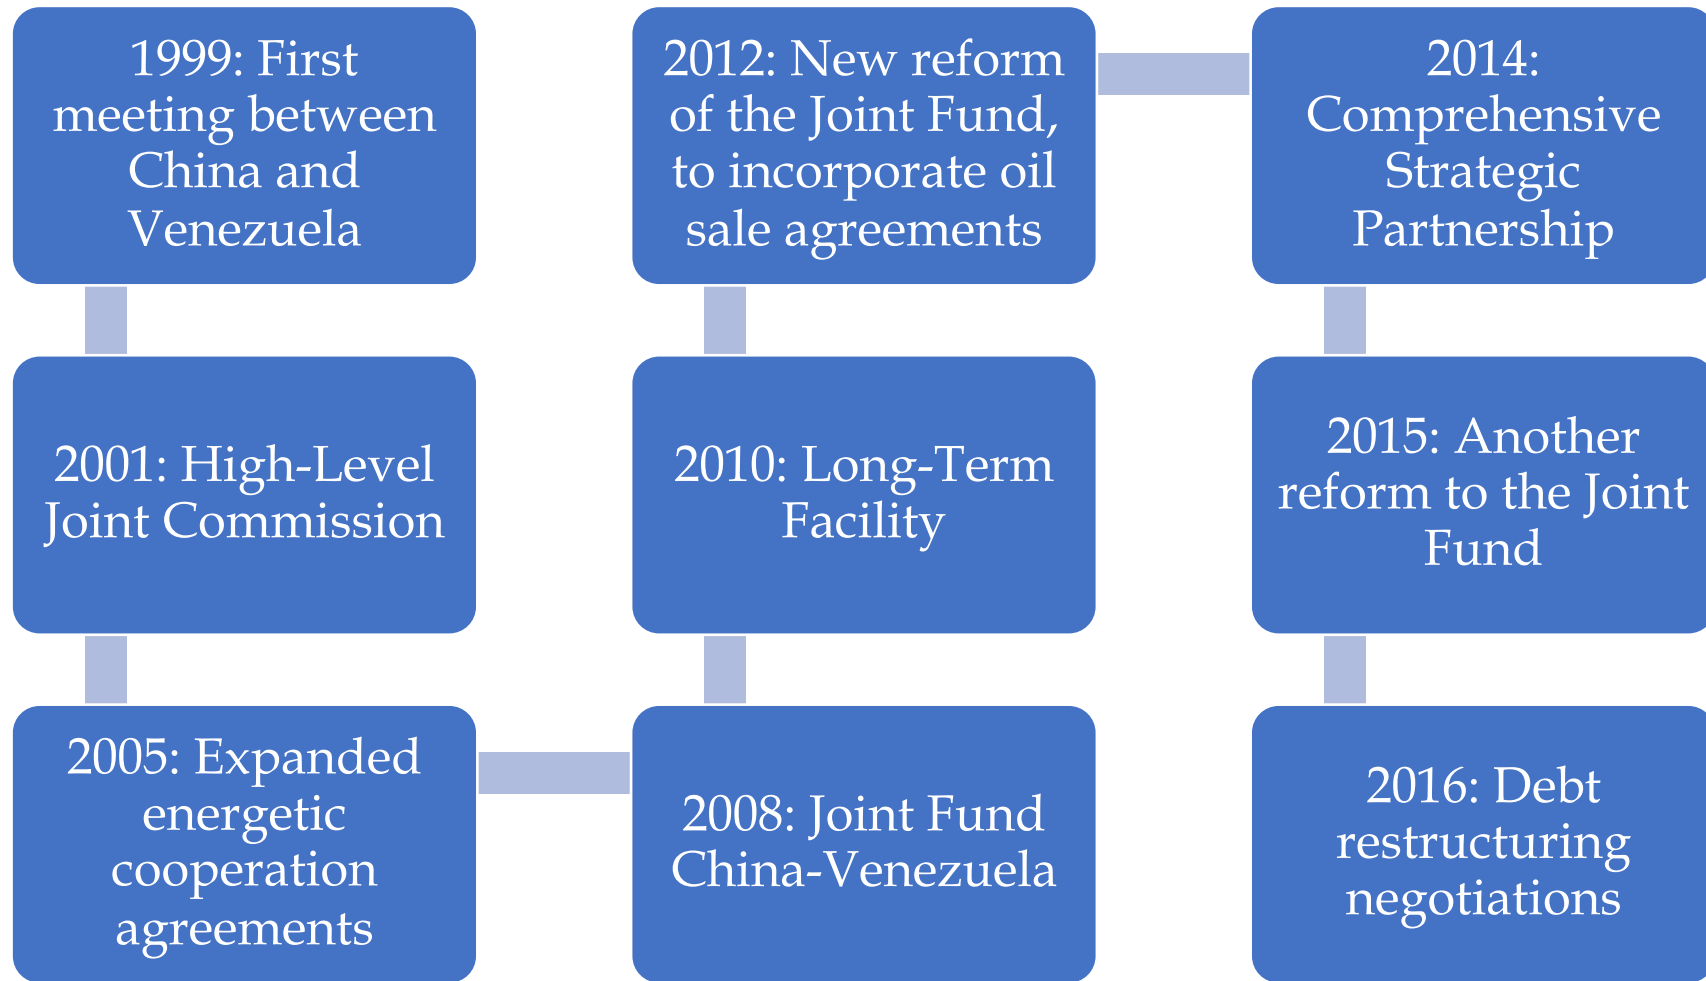 1999: First
meeting between
China and
Venezuela
2001: High-Level
Joint Commission
2005: Expanded
energetic
cooperation
agreements
2008: Joint Fund
China-Venezuela
2010: Long-Term
Facility
2012: New reform
of the Joint Fund,
to incorporate oil
sale agreements
2014:
Comprehensive
Strategic
Partnership
2015: Another
reform to the Joint
Fund
2016: Debt
restructuring
negotiations